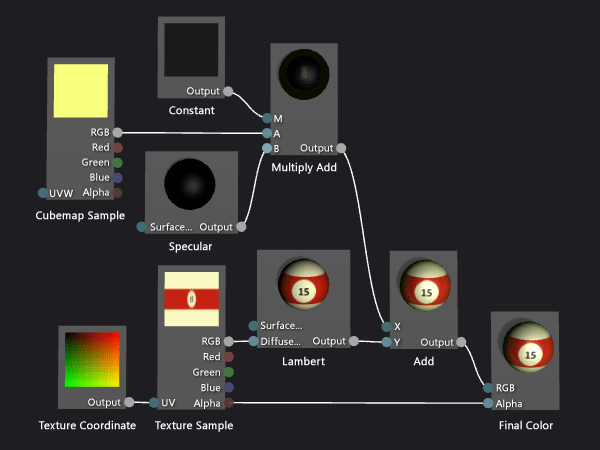 Output
Constant
RGB
Red
Green
Blue
UVW Alpha
Cubemap Sample
M
A
B Output
Multiply Add
Surface... Output
Specular
RGB
Red
Green
Blue
UV Alpha
Texture Sample
15
Surface...
Diffuse... Output
Lambert
15
X
Y Output
Add
Output
Texture Coordinate
15
RGB
Alpha
Final Color